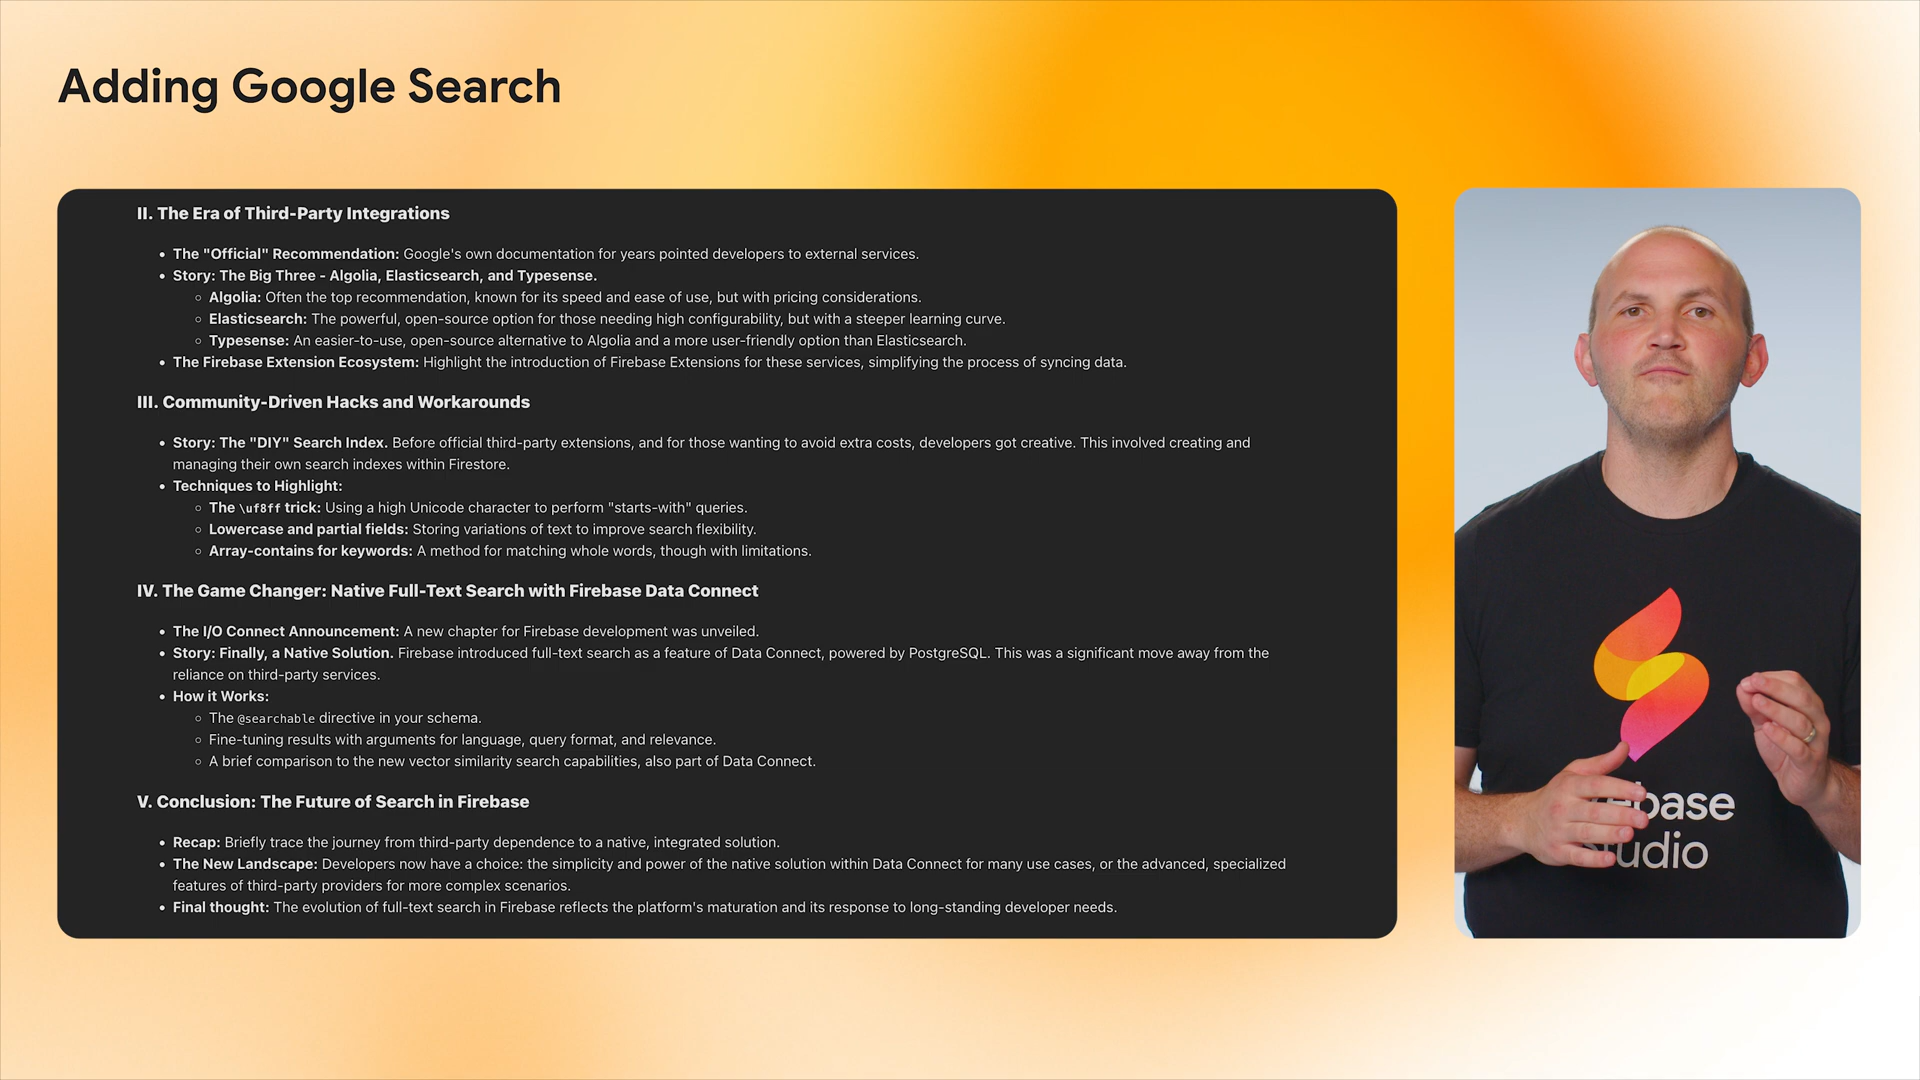 Adding Google Search
II. The Era of Third-Party Integrations
• The "Official" Recommendation: Google's own documentation for years pointed developers to external services.
• Story: The Big Three - Algolia, Elasticsearch, and Typesense.
◦ Algolia: Often the top recommendation, known for its speed and ease of use, but with pricing considerations.
◦ Elasticsearch: The powerful, open-source option for those needing high configurability, but with a steeper learning curve.
◦ Typesense: An easier-to-use, open-source alternative to Algolia and a more user-friendly option than Elasticsearch.
• The Firebase Extension Ecosystem: Highlight the introduction of Firebase Extensions for these services, simplifying the process of syncing data.
III. Community-Driven Hacks and Workarounds
• Story: The "DIY" Search Index. Before official third-party extensions, and for those wanting to avoid extra costs, developers got creative. This involved creating and
managing their own search indexes within Firestore.
• Techniques to Highlight:
◦ The \uf8ff trick: Using a high Unicode character to perform "starts-with" queries.
◦ Lowercase and partial fields: Storing variations of text to improve search flexibility.
◦ Array-contains for keywords: A method for matching whole words, though with limitations.
IV. The Game Changer: Native Full-Text Search with Firebase Data Connect
• The I/O Connect Announcement: A new chapter for Firebase development was unveiled.
• Story: Finally, a Native Solution. Firebase introduced full-text search as a feature of Data Connect, powered by PostgreSQL. This was a significant move away from the
reliance on third-party services.
• How it Works:
◦ The @searchable directive in your schema.
◦ Fine-tuning results with arguments for language, query format, and relevance.
◦ A brief comparison to the new vector similarity search capabilities, also part of Data Connect.
V. Conclusion: The Future of Search in Firebase
• Recap: Briefly trace the journey from third-party dependence to a native, integrated solution.
• The New Landscape: Developers now have a choice: the simplicity and power of the native solution within Data Connect for many use cases, or the advanced, specialized
features of third-party providers for more complex scenarios.
• Final thought: The evolution of full-text search in Firebase reflects the platform's maturation and its response to long-standing developer needs.